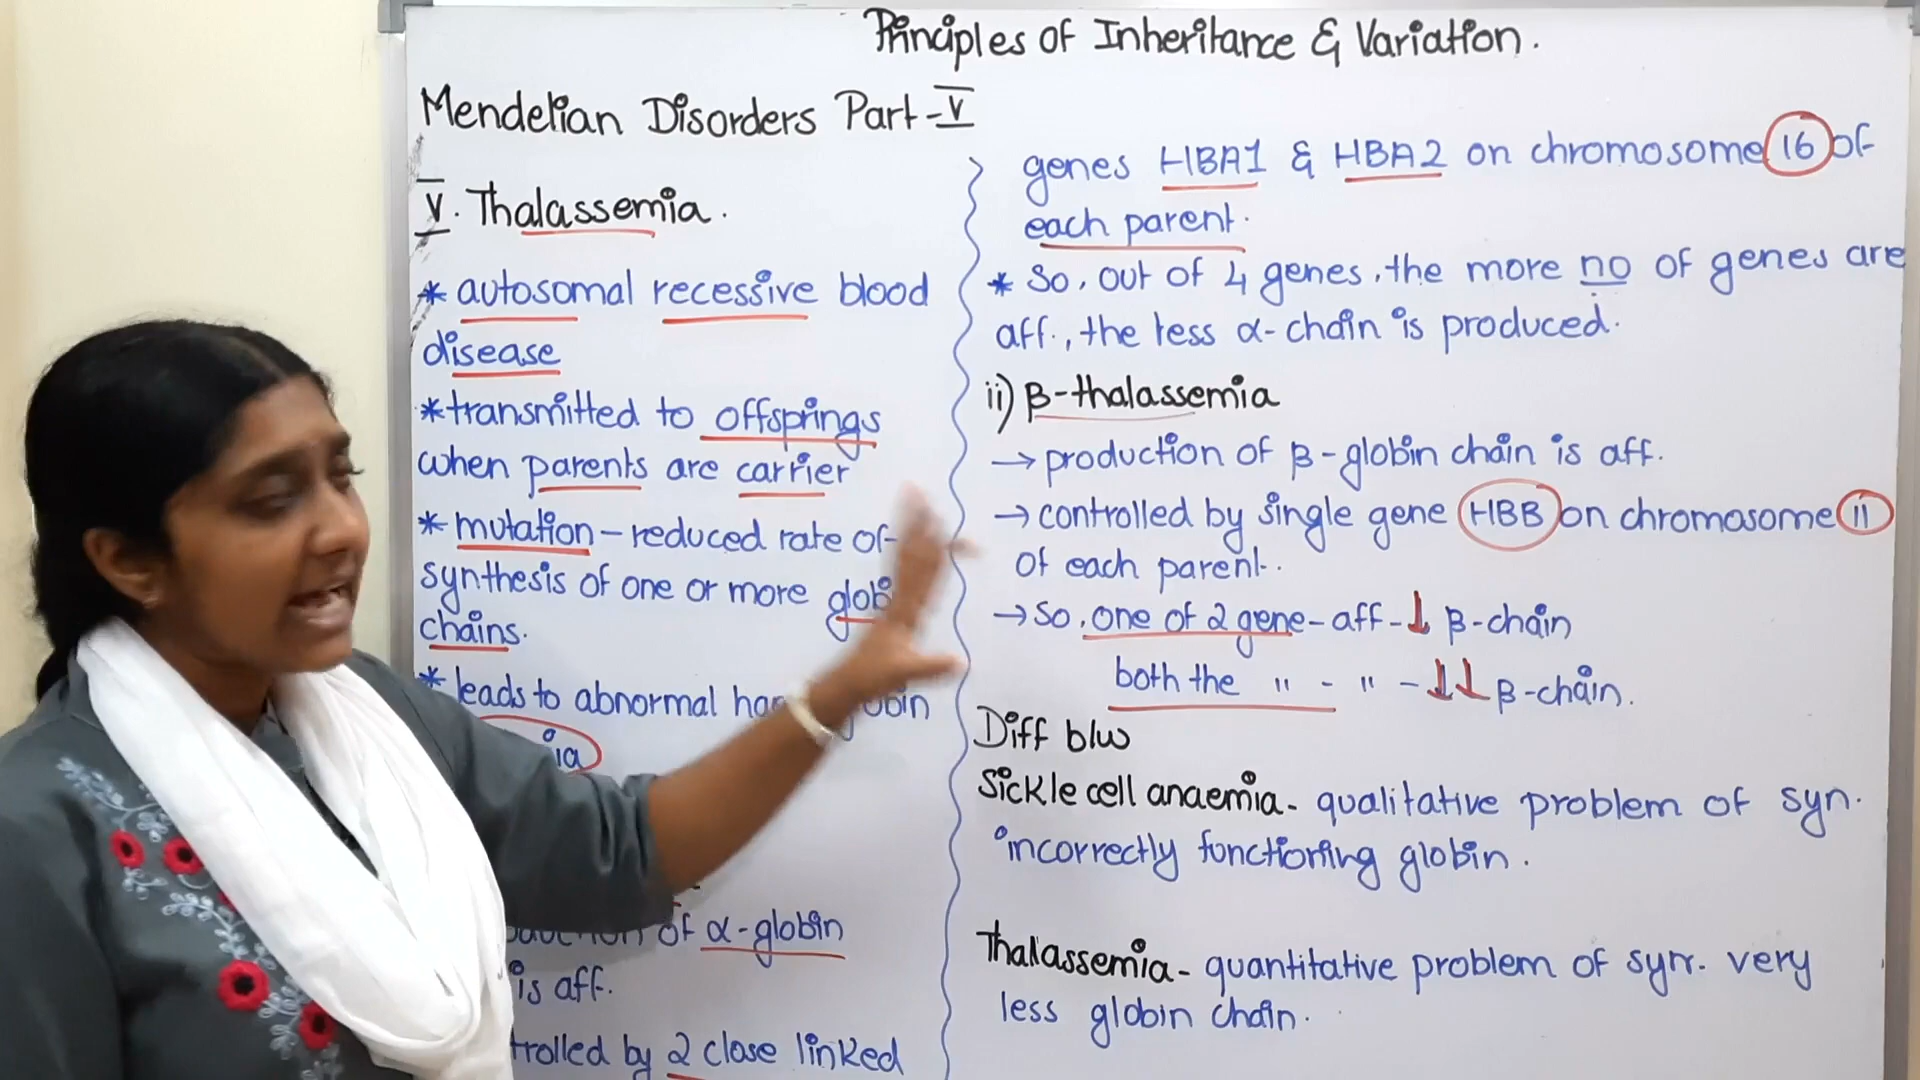 Principles of Inheritance & Variation.
Mendelian Disorders Part-V
V. Thalassemia.
* autosomal recessive blood
disease
* transmitted to offsprings
when parents are carrier
* mutation - reduced rate of
synthesis of one or more
chains.
* leads to abnormal
of α-globin
is aff.
by 2 close linked
genes HBA1 & HBA2 on chromosome 16 of
each parent.
* So, out of 4 genes, the more no of genes are
aff., the less α-chain is produced.
ii) β-thalassemia
→ production of β-globin chain is aff.
→ controlled by single gene HBB on chromosome 11
of each parent.
→ So, one of 2 gene - aff - ↓ β-chain
both the " - " - ↓↓ β-chain.
Diff b/w
Sickle cell anaemia - qualitative problem of syn.
incorrectly functioning globin.
Thalassemia - quantitative problem of syn. very
less globin chain.